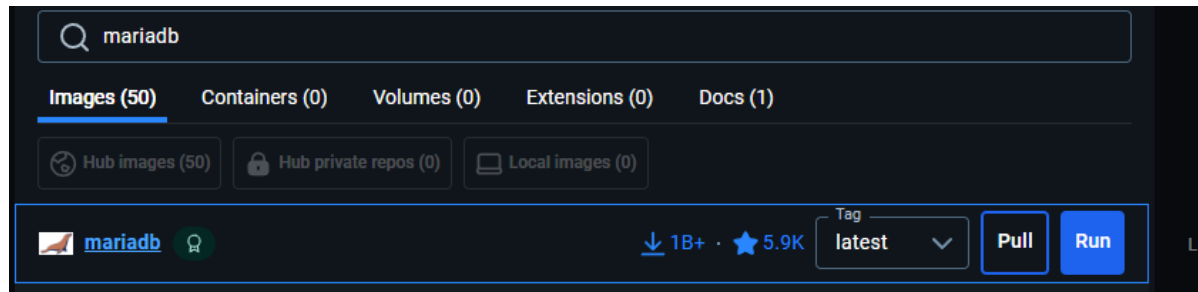 mariadb
Images (50) Containers (0) Volumes (0) Extensions (0) Docs (1)
Hub images (50) Hub private repos (0) Local images (0)
Tag
mariadb 1B+ · 5.9K latest Pull Run
L